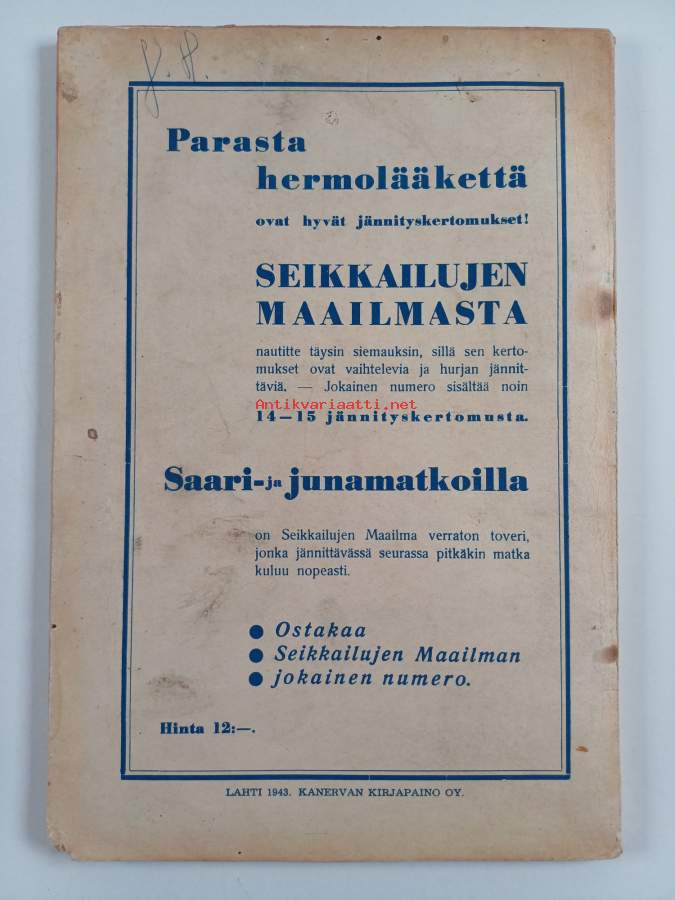 Parasta
hermolääkettä
ovat hyvät jännityskertomukset!
SEIKKAILUJEN
MAAILMASTA
nautitte täysin siemauksin, sillä sen kerto-
mukset ovat vaihtelevia ja hurjan jännit-
täviä. — Jokainen numero sisältää noin
Antikvariaatti.net
14—15 jännityskertomusta.
Saari- ja junamatkoilla
on Seikkailujen Maailma verraton toveri,
jonka jännittävässä seurassa pitkäkin matka
kuluu nopeasti.
● Ostakaa
● Seikkailujen Maailman
● jokainen numero.
Hinta 12:—.
LAHTI 1943. KANERVAN KIRJAPAINO OY.